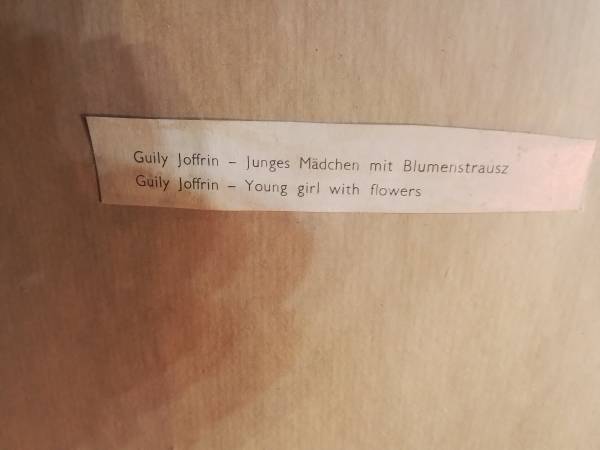 Guily Joffrin – Junges Mädchen mit Blumenstrausz
Guily Joffrin – Young girl with flowers